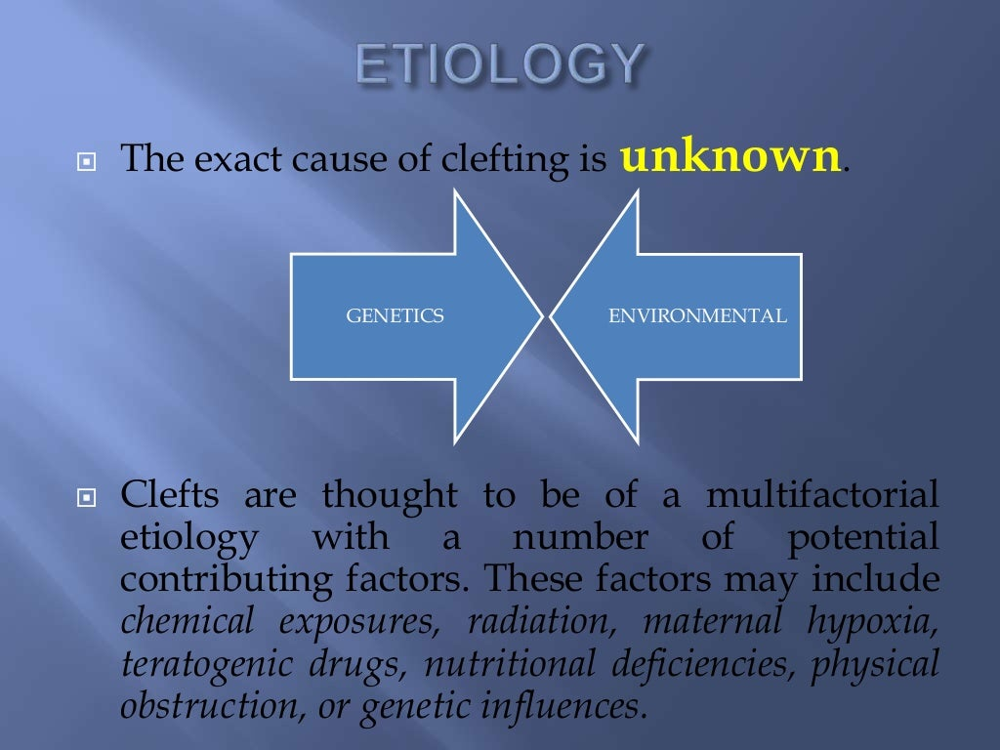 ETIOLOGY
The exact cause of clefting is unknown.
GENETICS
ENVIRONMENTAL
Clefts are thought to be of a multifactorial
etiology with a number of potential
contributing factors. These factors may include
chemical exposures, radiation, maternal hypoxia,
teratogenic drugs, nutritional deficiencies, physical
obstruction, or genetic influences.